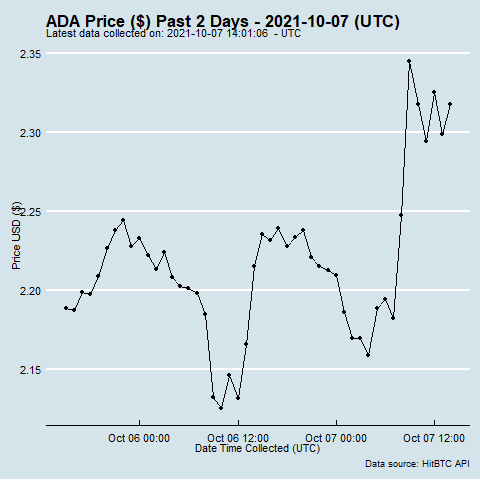 ADA Price ($) Past 2 Days - 2021-10-07 (UTC)
Latest data collected on: 2021-10-07 14:01:06 - UTC
2.35
2.30
2.25
2.20
2.15
Price USD ($)
Oct 06 00:00
Oct 06 12:00
Oct 07 00:00
Oct 07 12:00
Date Time Collected (UTC)
Data source: HitBTC API